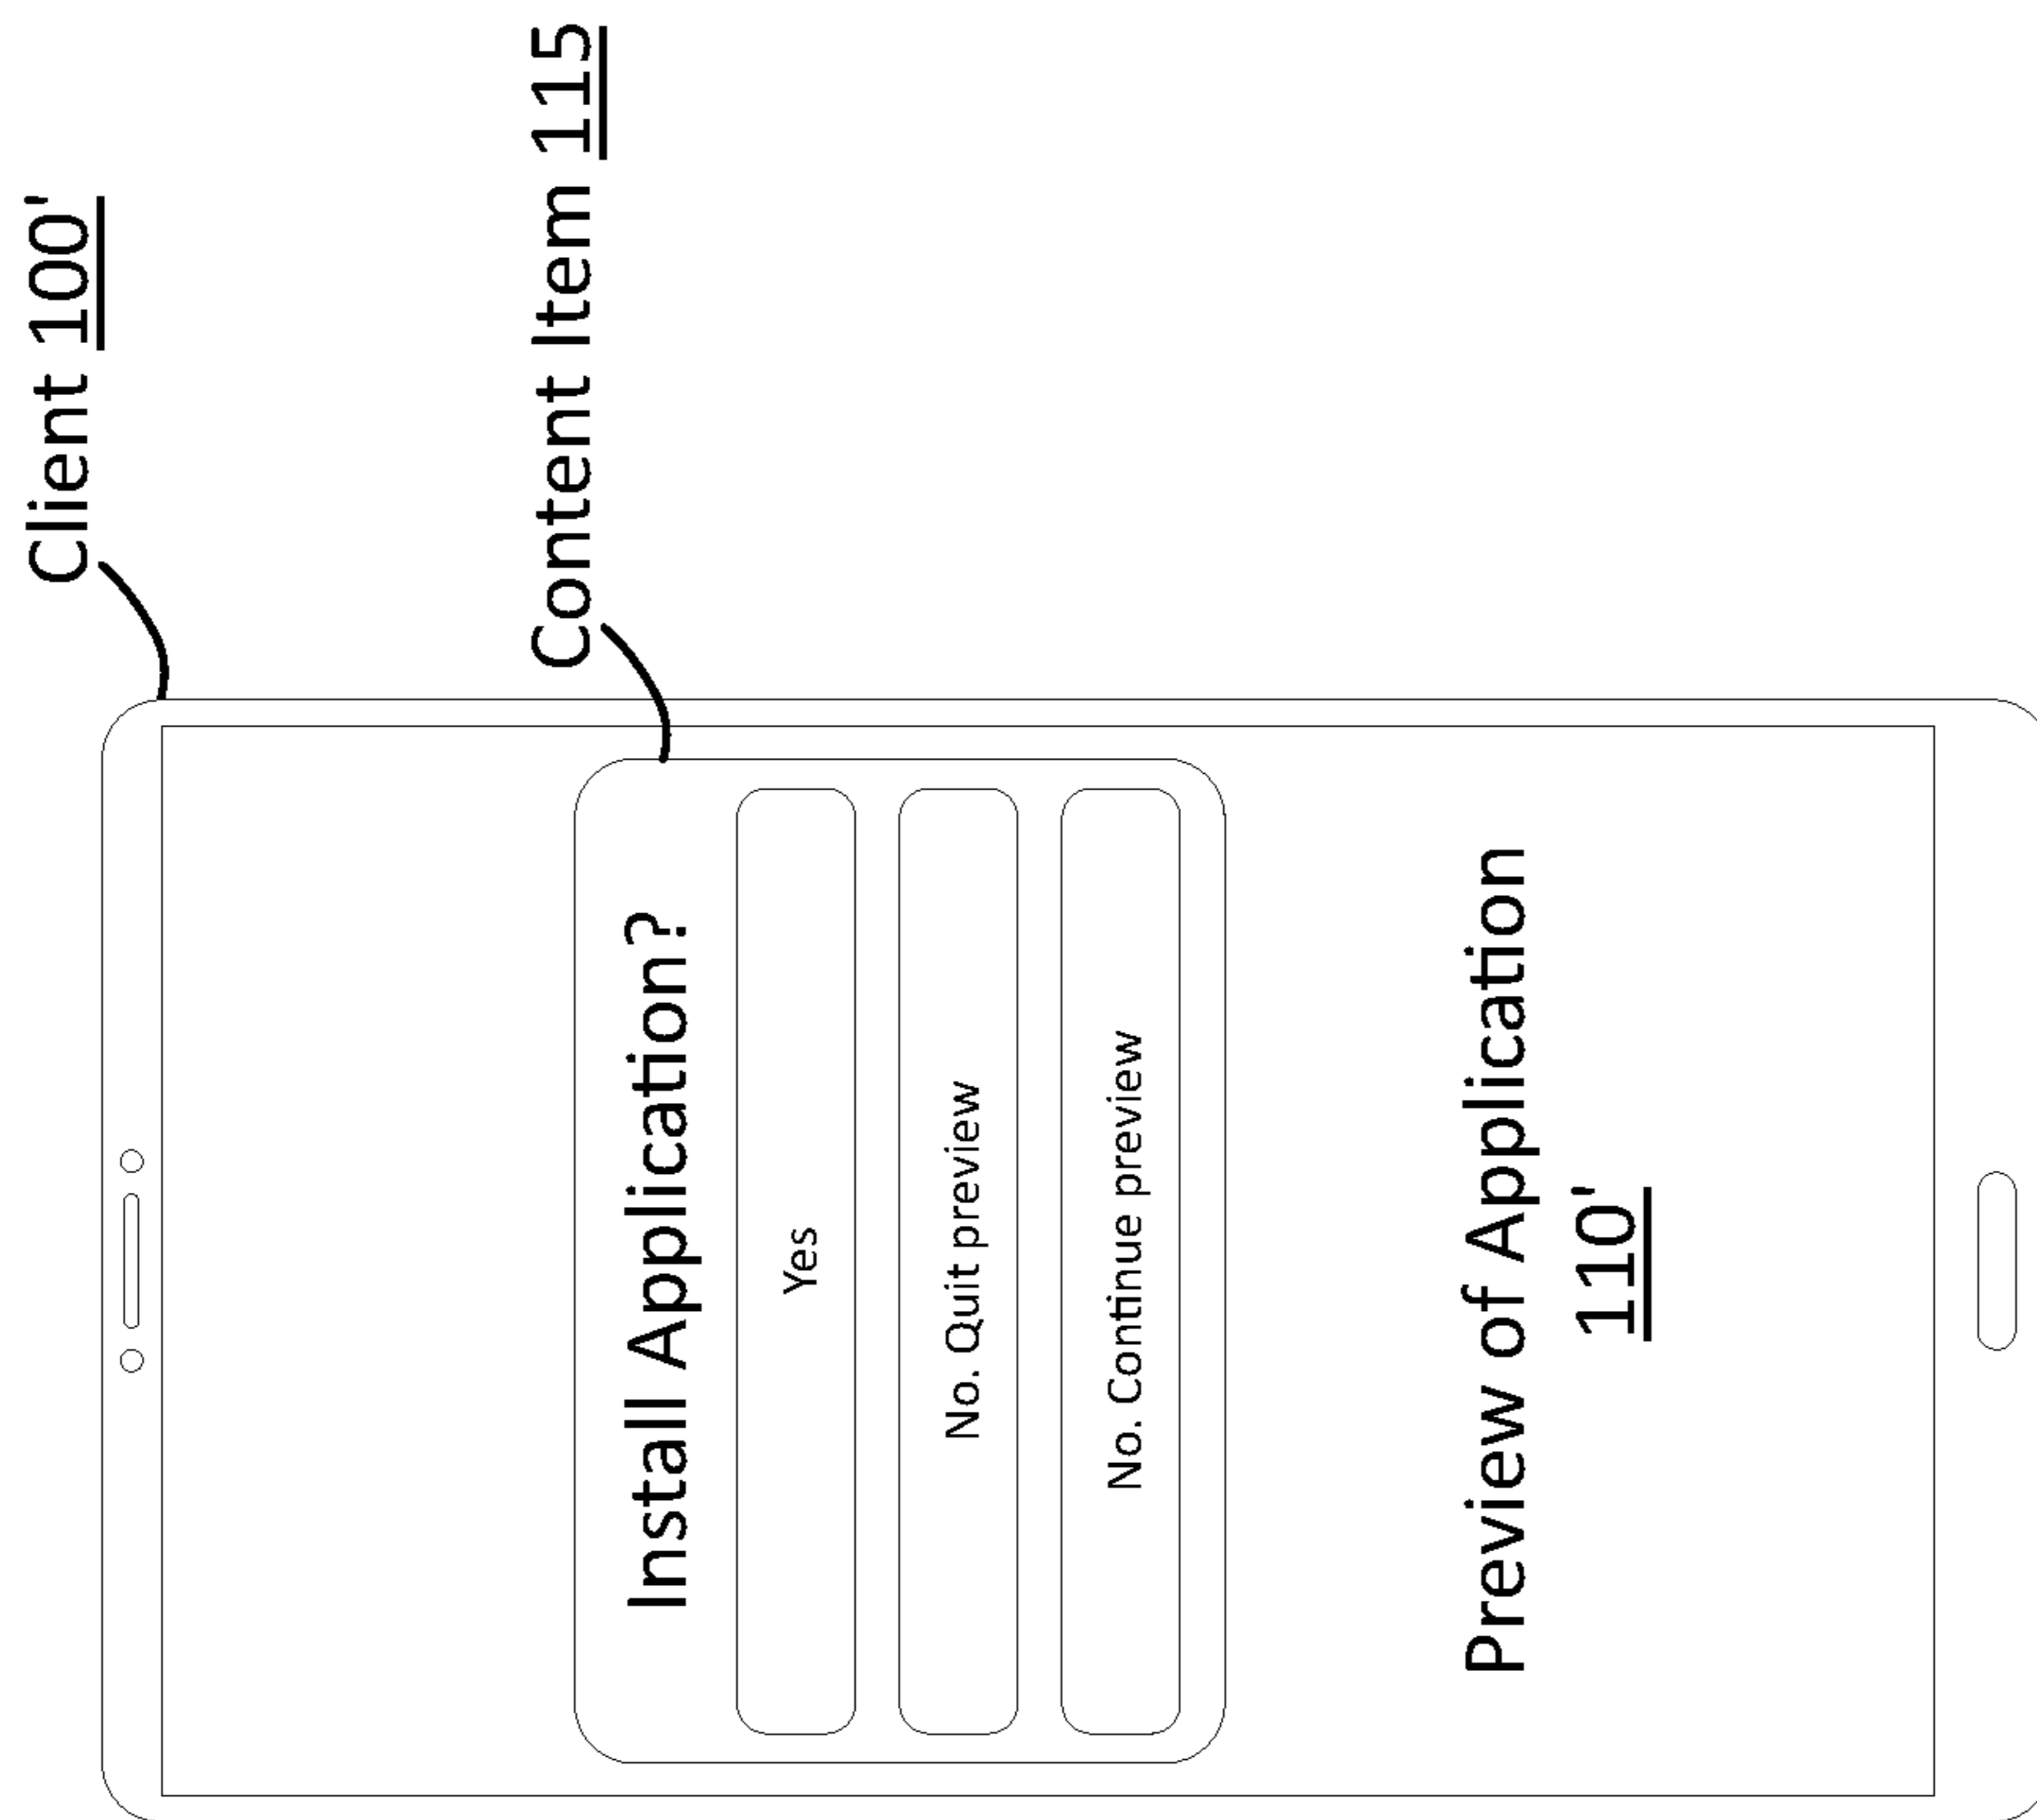 Client 100'
Content Item 115
Install Application?
Yes
No. Quit preview
No. Continue preview
Preview of Application
110'